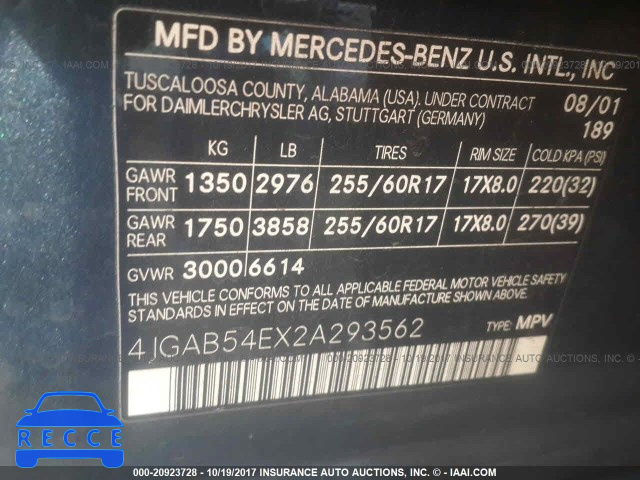 MFD BY MERCEDES-BENZ U.S. INTL., INC
TUSCALOOSA COUNTY, ALABAMA (USA). UNDER CONTRACT 08/01
FOR DAIMLERCHRYSLER AG, STUTTGART (GERMANY) 189
KG LB TIRES RIM SIZE COLD KPA (PSI)
GAWR FRONT 1350 2976 255/60R17 17X8.0 220(32)
GAWR REAR 1750 3858 255/60R17 17X8.0 270(39)
GVWR 3000 6614
THIS VEHICLE CONFORMS TO ALL APPLICABLE FEDERAL MOTOR VEHICLE SAFETY
STANDARDS IN EFFECT ON THE DATE OF MANUFACTURE SHOWN ABOVE.
4JGAB54EX2A293562 TYPE: MPV
RECCE
000-20923728 - 10/19/2017 INSURANCE AUTO AUCTIONS, INC. - IAAI.COM